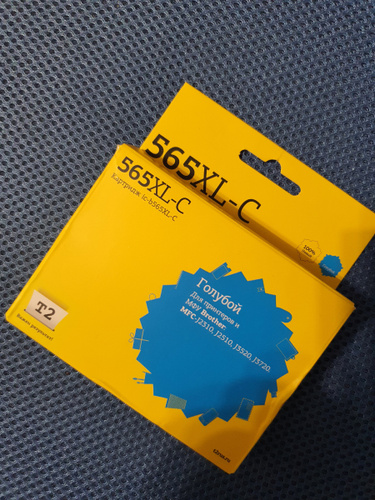 565XL-C
565XL-C
Картридж ic-b565XL-C
Голубой
Для принтеров и
МФУ Brother:
MFC-J2310, J2510, J3520, J3720.
T2